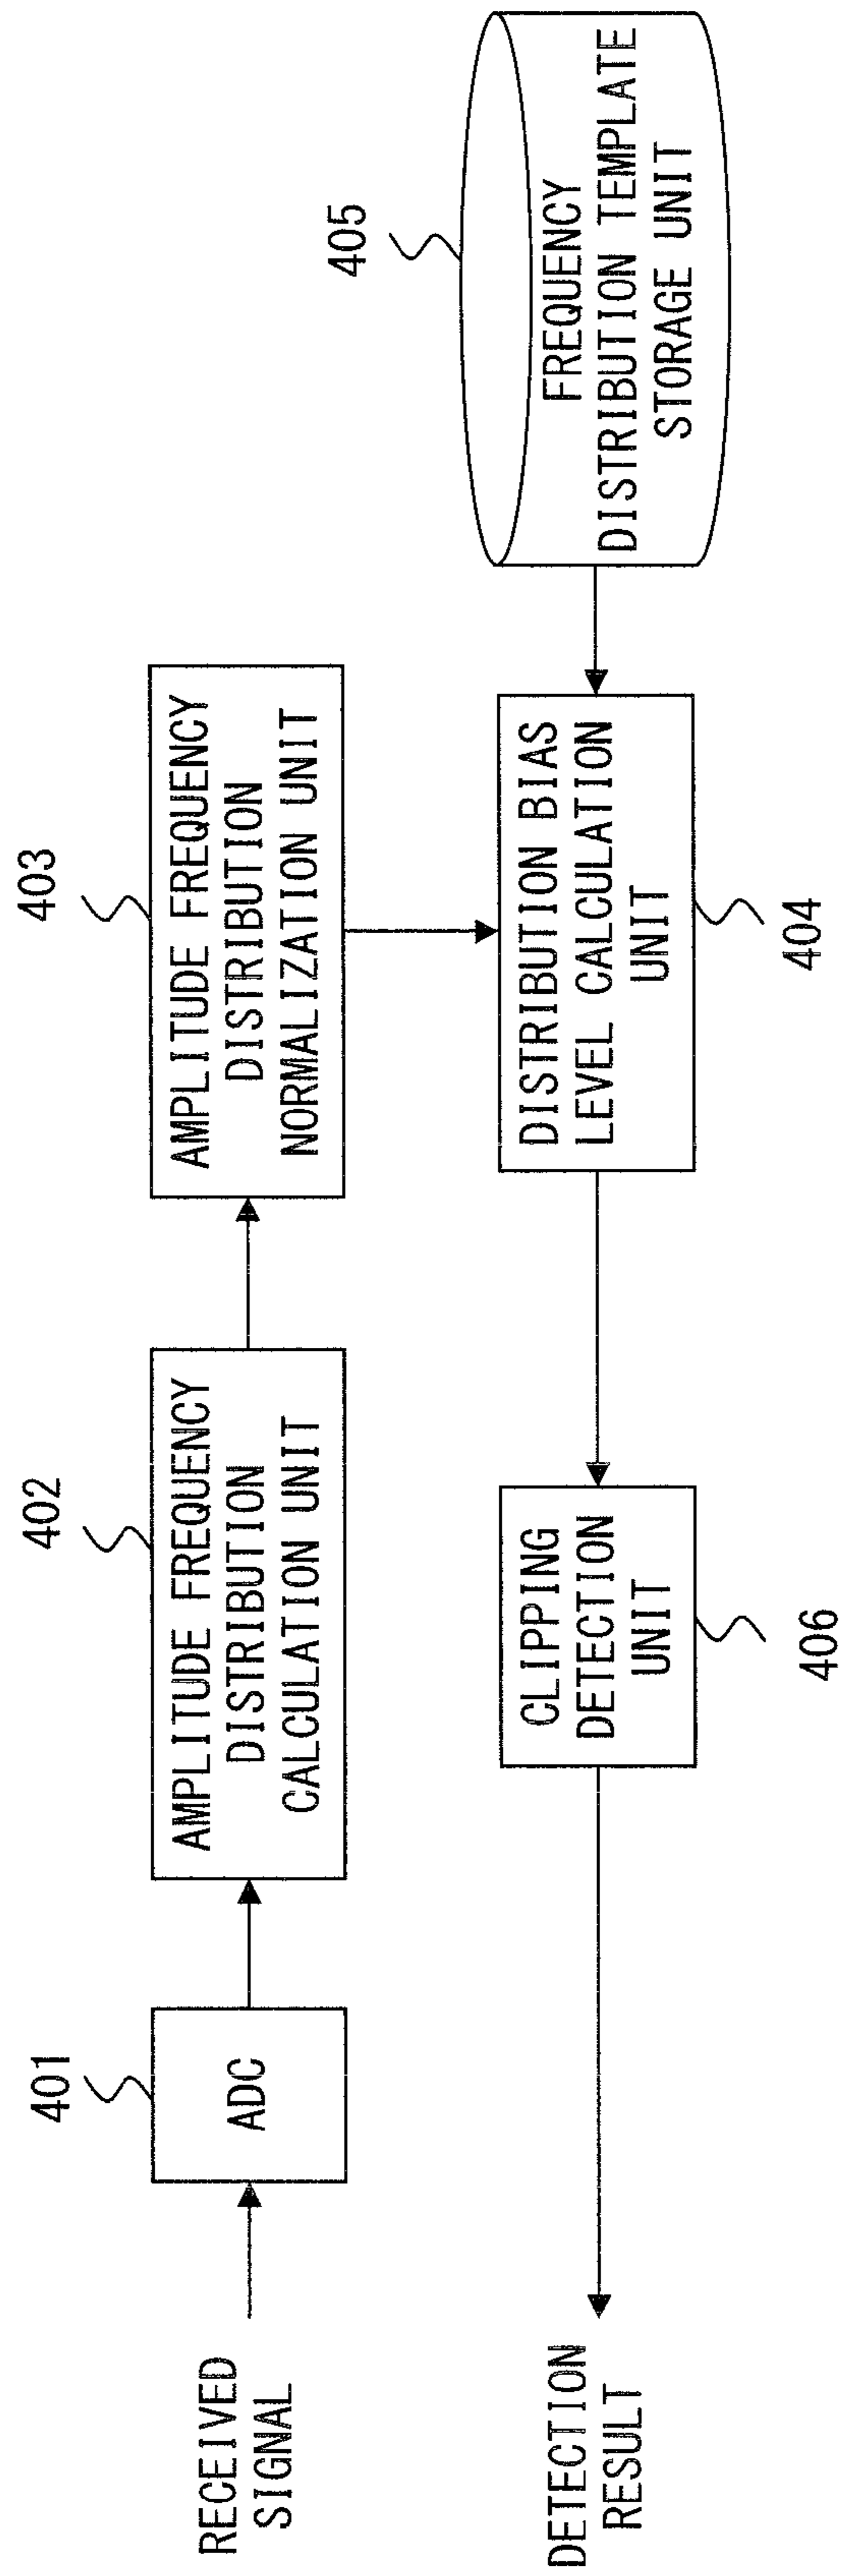 401
402
403
RECEIVED
SIGNAL
ADC
AMPLITUDE FREQUENCY
DISTRIBUTION
CALCULATION UNIT
AMPLITUDE FREQUENCY
DISTRIBUTION
NORMALIZATION UNIT
405
DETECTION
RESULT
CLIPPING
DETECTION
UNIT
DISTRIBUTION BIAS
LEVEL CALCULATION
UNIT
FREQUENCY
DISTRIBUTION TEMPLATE
STORAGE UNIT
406
404